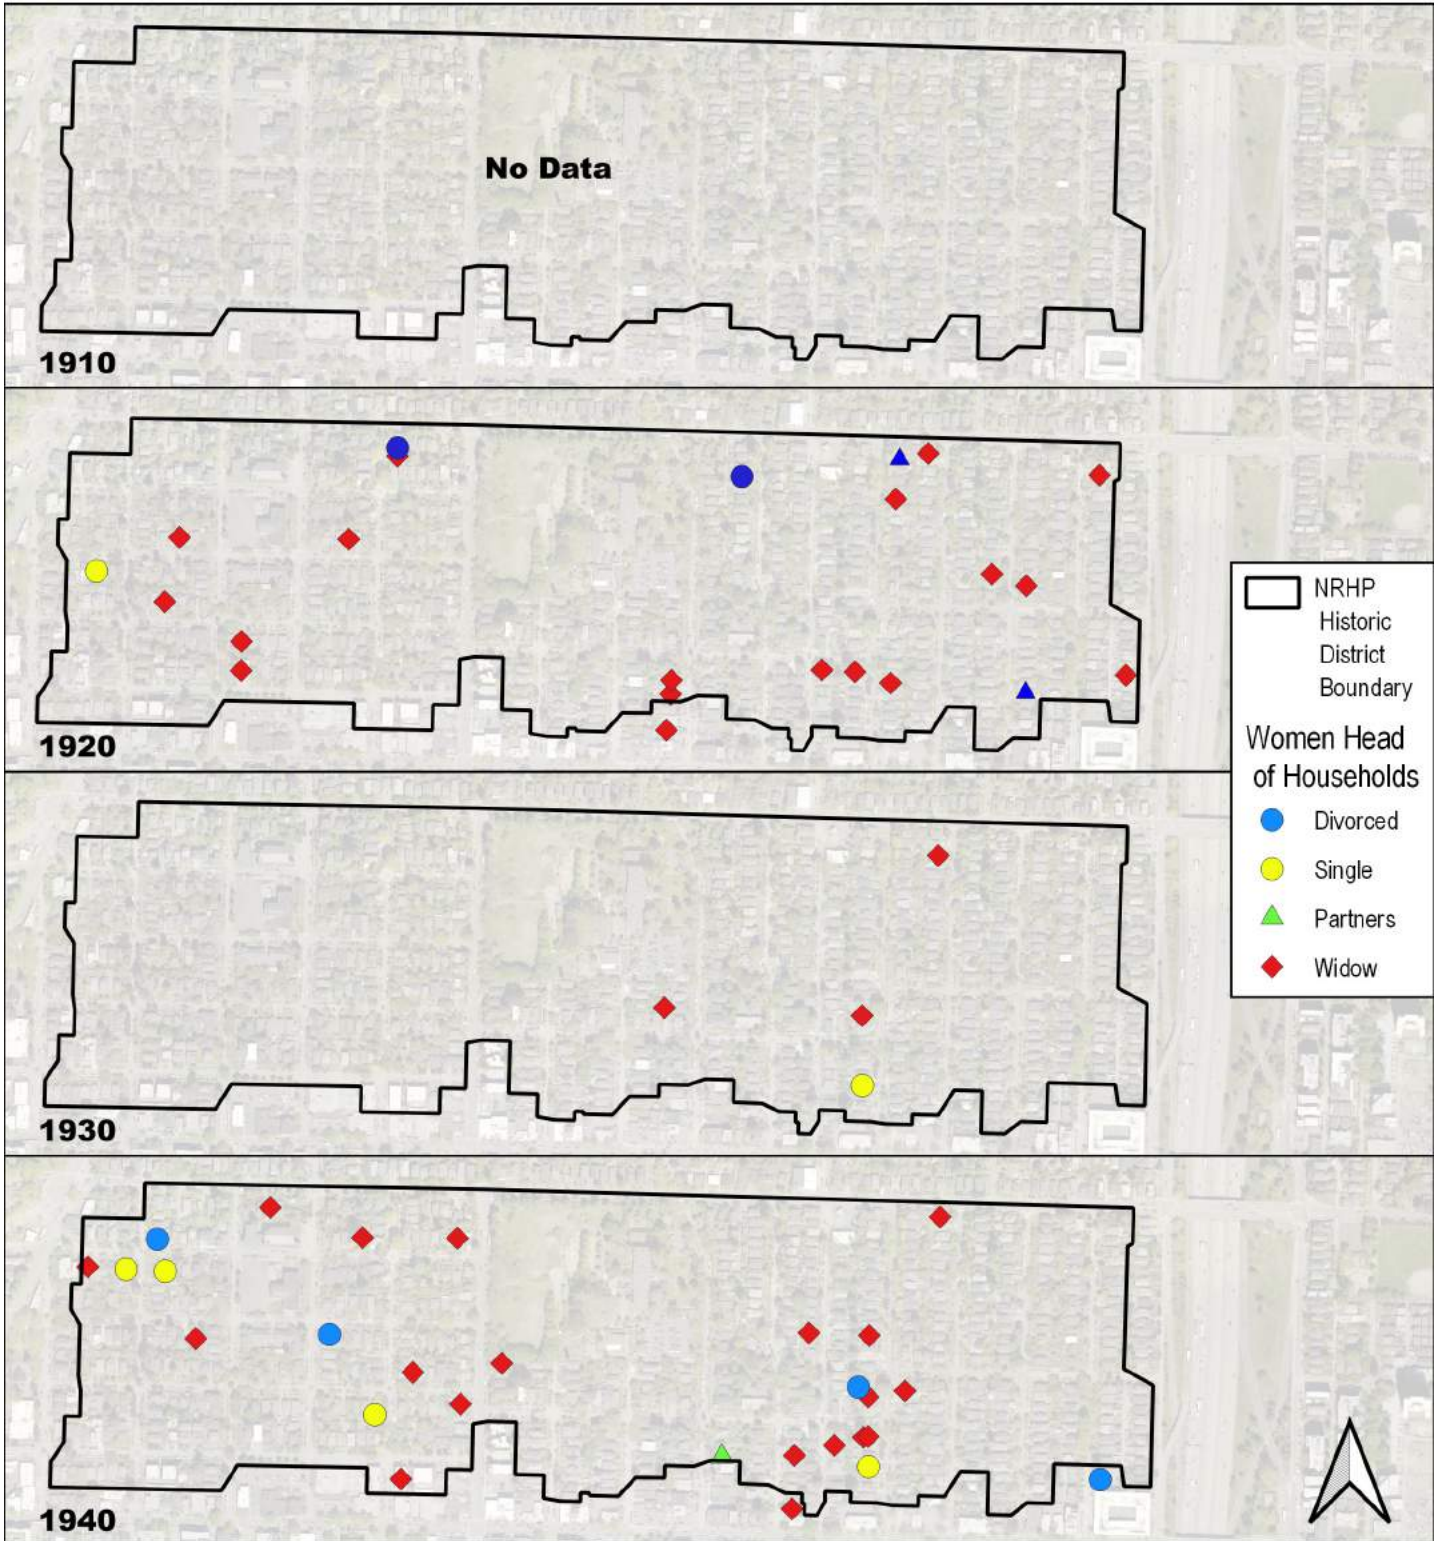 No Data
1910
1920
NRHP
Historic
District
Boundary
Women Head
of Households
Divorced
Single
Partners
Widow
1930
1940